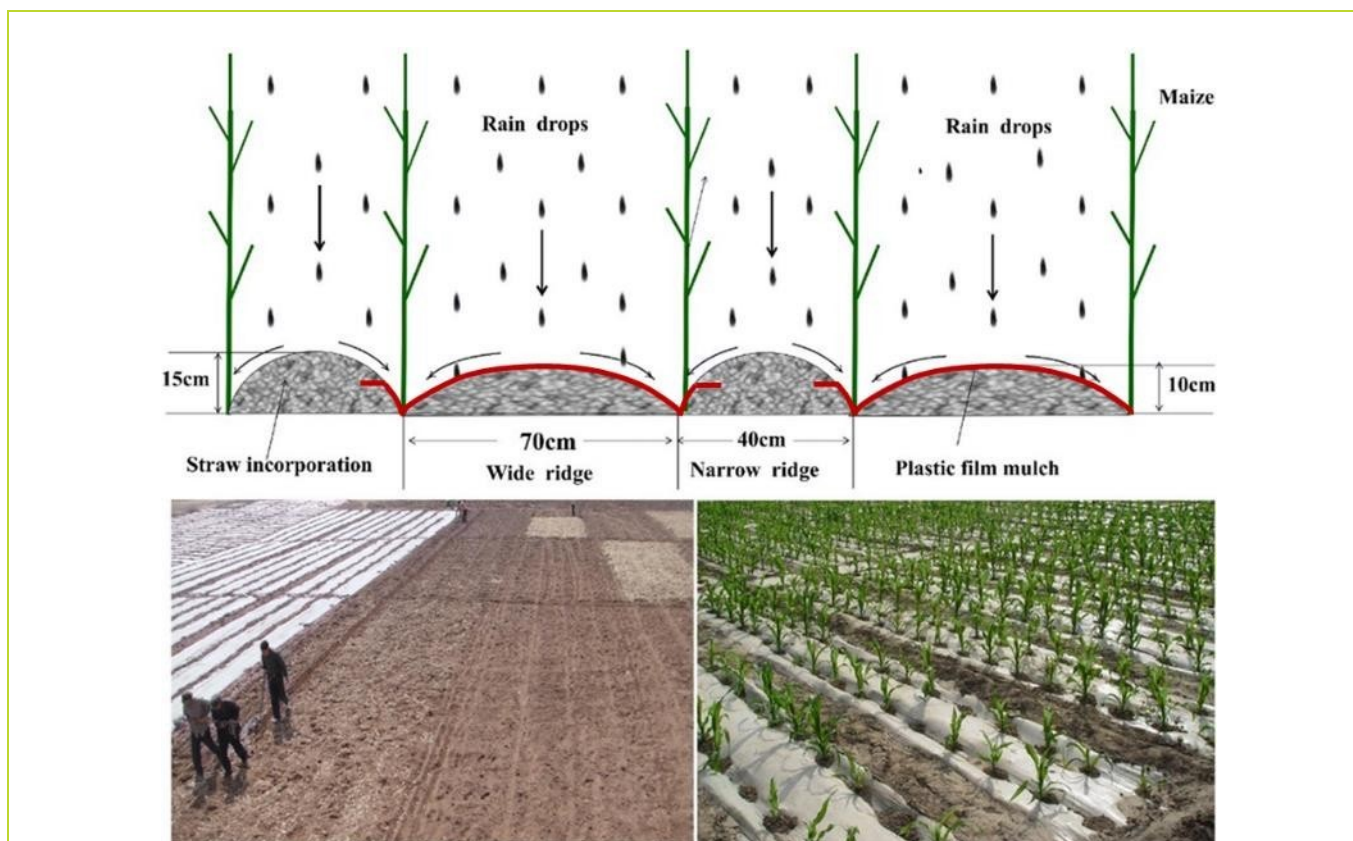 Maize
Rain drops
Rain drops
15cm
10cm
70cm
40cm
Straw incorporation
Wide ridge
Narrow ridge
Plastic film mulch